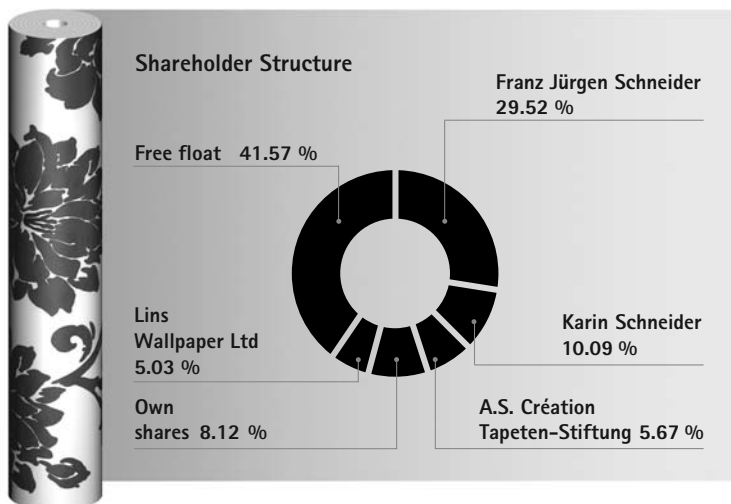 Shareholder Structure
Franz Jürgen Schneider
29.52 %
Free float 41.57 %
Lins
Wallpaper Ltd
5.03 %
Karin Schneider
10.09 %
Own
shares 8.12 %
A.S. Création
Tapeten-Stiftung 5.67 %